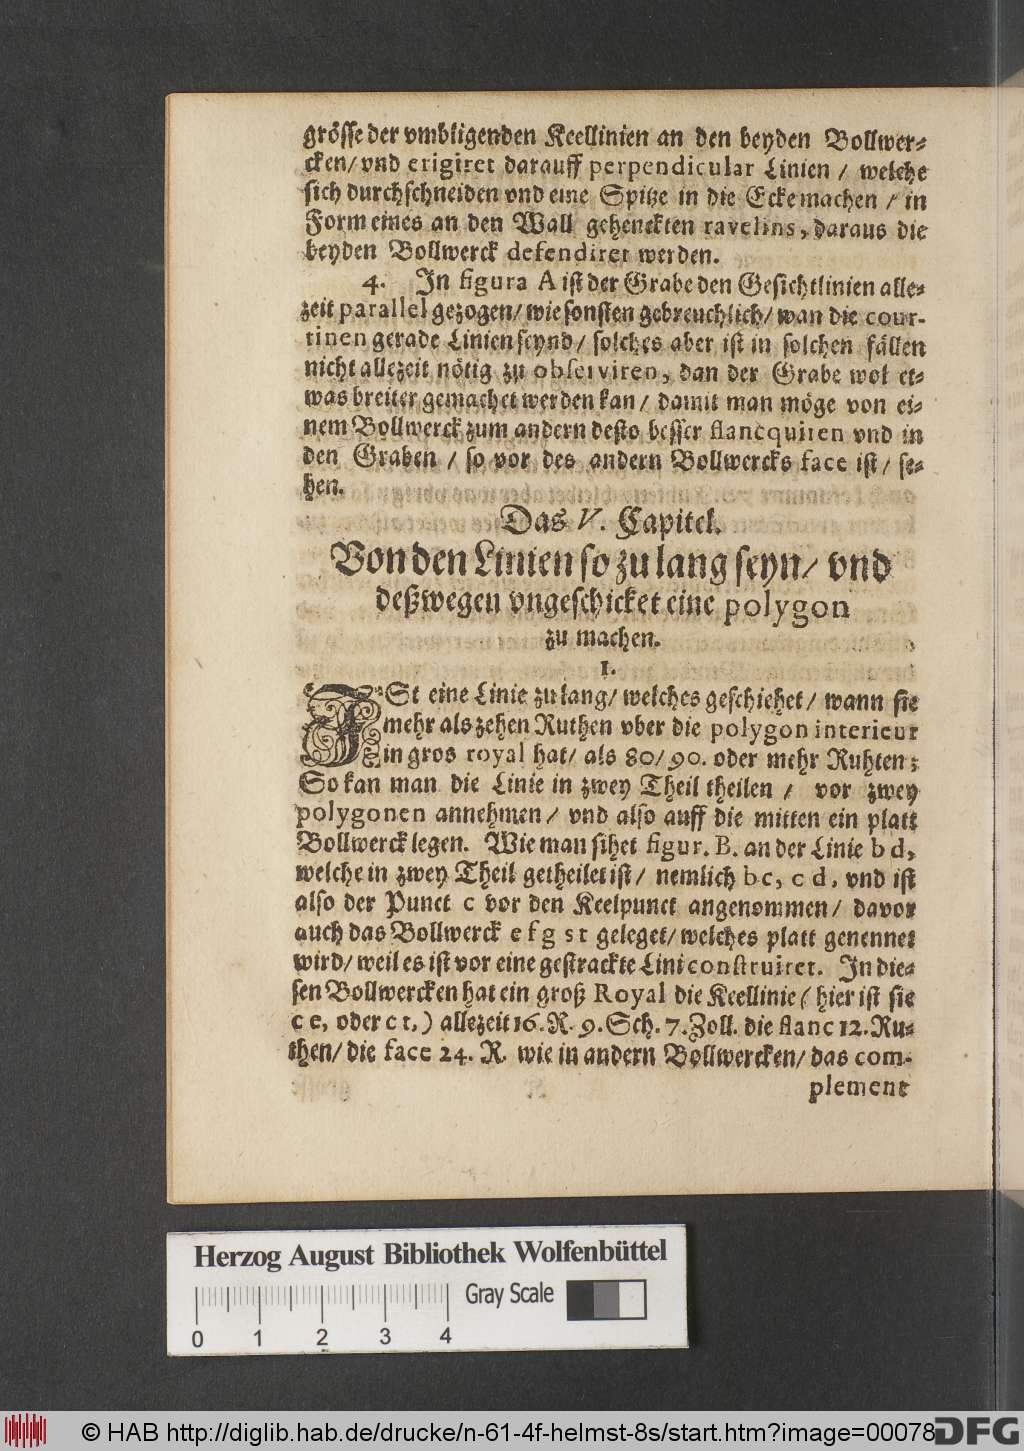 grösse der vmbligenden Keellinien an den beyden Bollwer-
cken/ vnd erigiret darauff perpendicular Linien / welche
sich durchschneiden vnd eine Spitze in die Ecke machen / in
Form eines an den Wall gehenckten ravelins, daraus die
beyden Bollwerck defendiret werden.
4. In figura A ist der Grabe den Gesichtlinien alle-
zeit parallel gezogen/ wie sonsten gebreuchlich/ wan die cour-
tinen gerade Linien seynd/ solches aber ist in solchen fällen
nicht allezeit nötig zu observiren, dan der Grabe wol et-
was breiter gemachet werden kan/ damit man möge von ei-
nem Bollwerck zum andern desto besser flancquiren vnd in
den Graben / so vor des andern Bollwercks face ist/ se-
hen.
Das V. Capitel.
Von den Linien so zu lang seyn/ vnd
deßwegen vngeschicket eine polygon
zu machen.
1.
JSt eine Linie zu lang/ welches geschiehet/ wann sie
mehr als zehen Ruthen vber die polygon interieur
in gros royal hat/ als 80/ 90. oder mehr Ruhten;
So kan man die Linie in zwey Theil theilen / vor zwey
polygonen annehmen/ vnd also auff die mitten ein platt
Bollwerck legen. Wie man sihet figur. B. an der Linie b d,
welche in zwey Theil getheilet ist/ nemlich b c, c d, vnd ist
also der Punct c vor den Keelpunct angenommen/ davor
auch das Bollwerck e f g s t geleget/ welches platt genennet
wird/ weil es ist vor eine gestrackte Lini construiret. In die-
sen Bollwercken hat ein groß Royal die Keellinie (hier ist sie
c e, oder c t,) allezeit 16. R. 9. Sch. 7. Zoll. die flanc 12. Ru-
then/ die face 24. R. wie in andern Bollwercken/ das com-
plement
Herzog August Bibliothek Wolfenbüttel
Gray Scale
0 1 2 3 4
© HAB http://diglib.hab.de/drucke/n-61-4f-helmst-8s/start.htm?image=00078
DFG